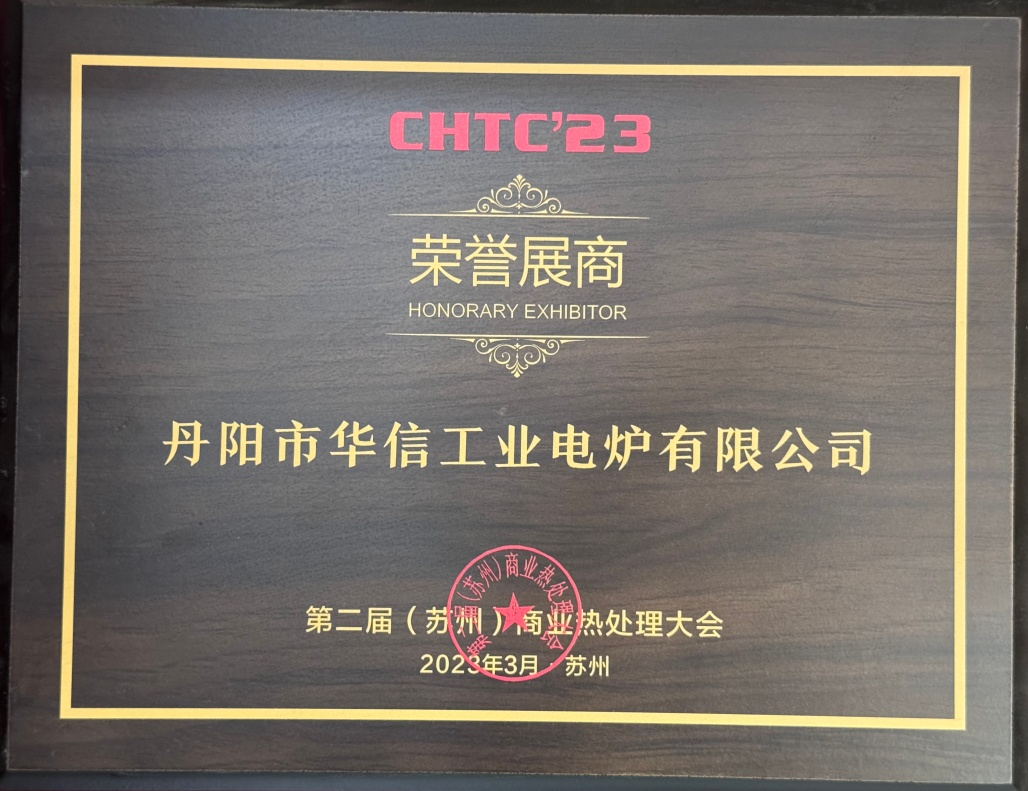 CHTC'23
荣誉展商
HONORARY EXHIBITOR
丹阳市华信工业电炉有限公司
第二届（苏州）商业热处理大会
2023年3月·苏州